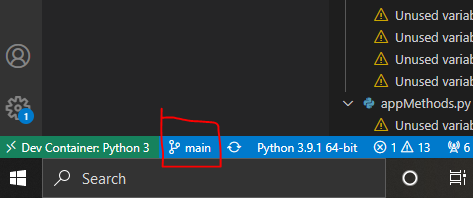 Unused variab
Unused variab
Unused variab
Unused variab
appMethods.py
Unused variab
1
Dev Container: Python 3 main Python 3.9.1 64-bit 1 13 6
Search